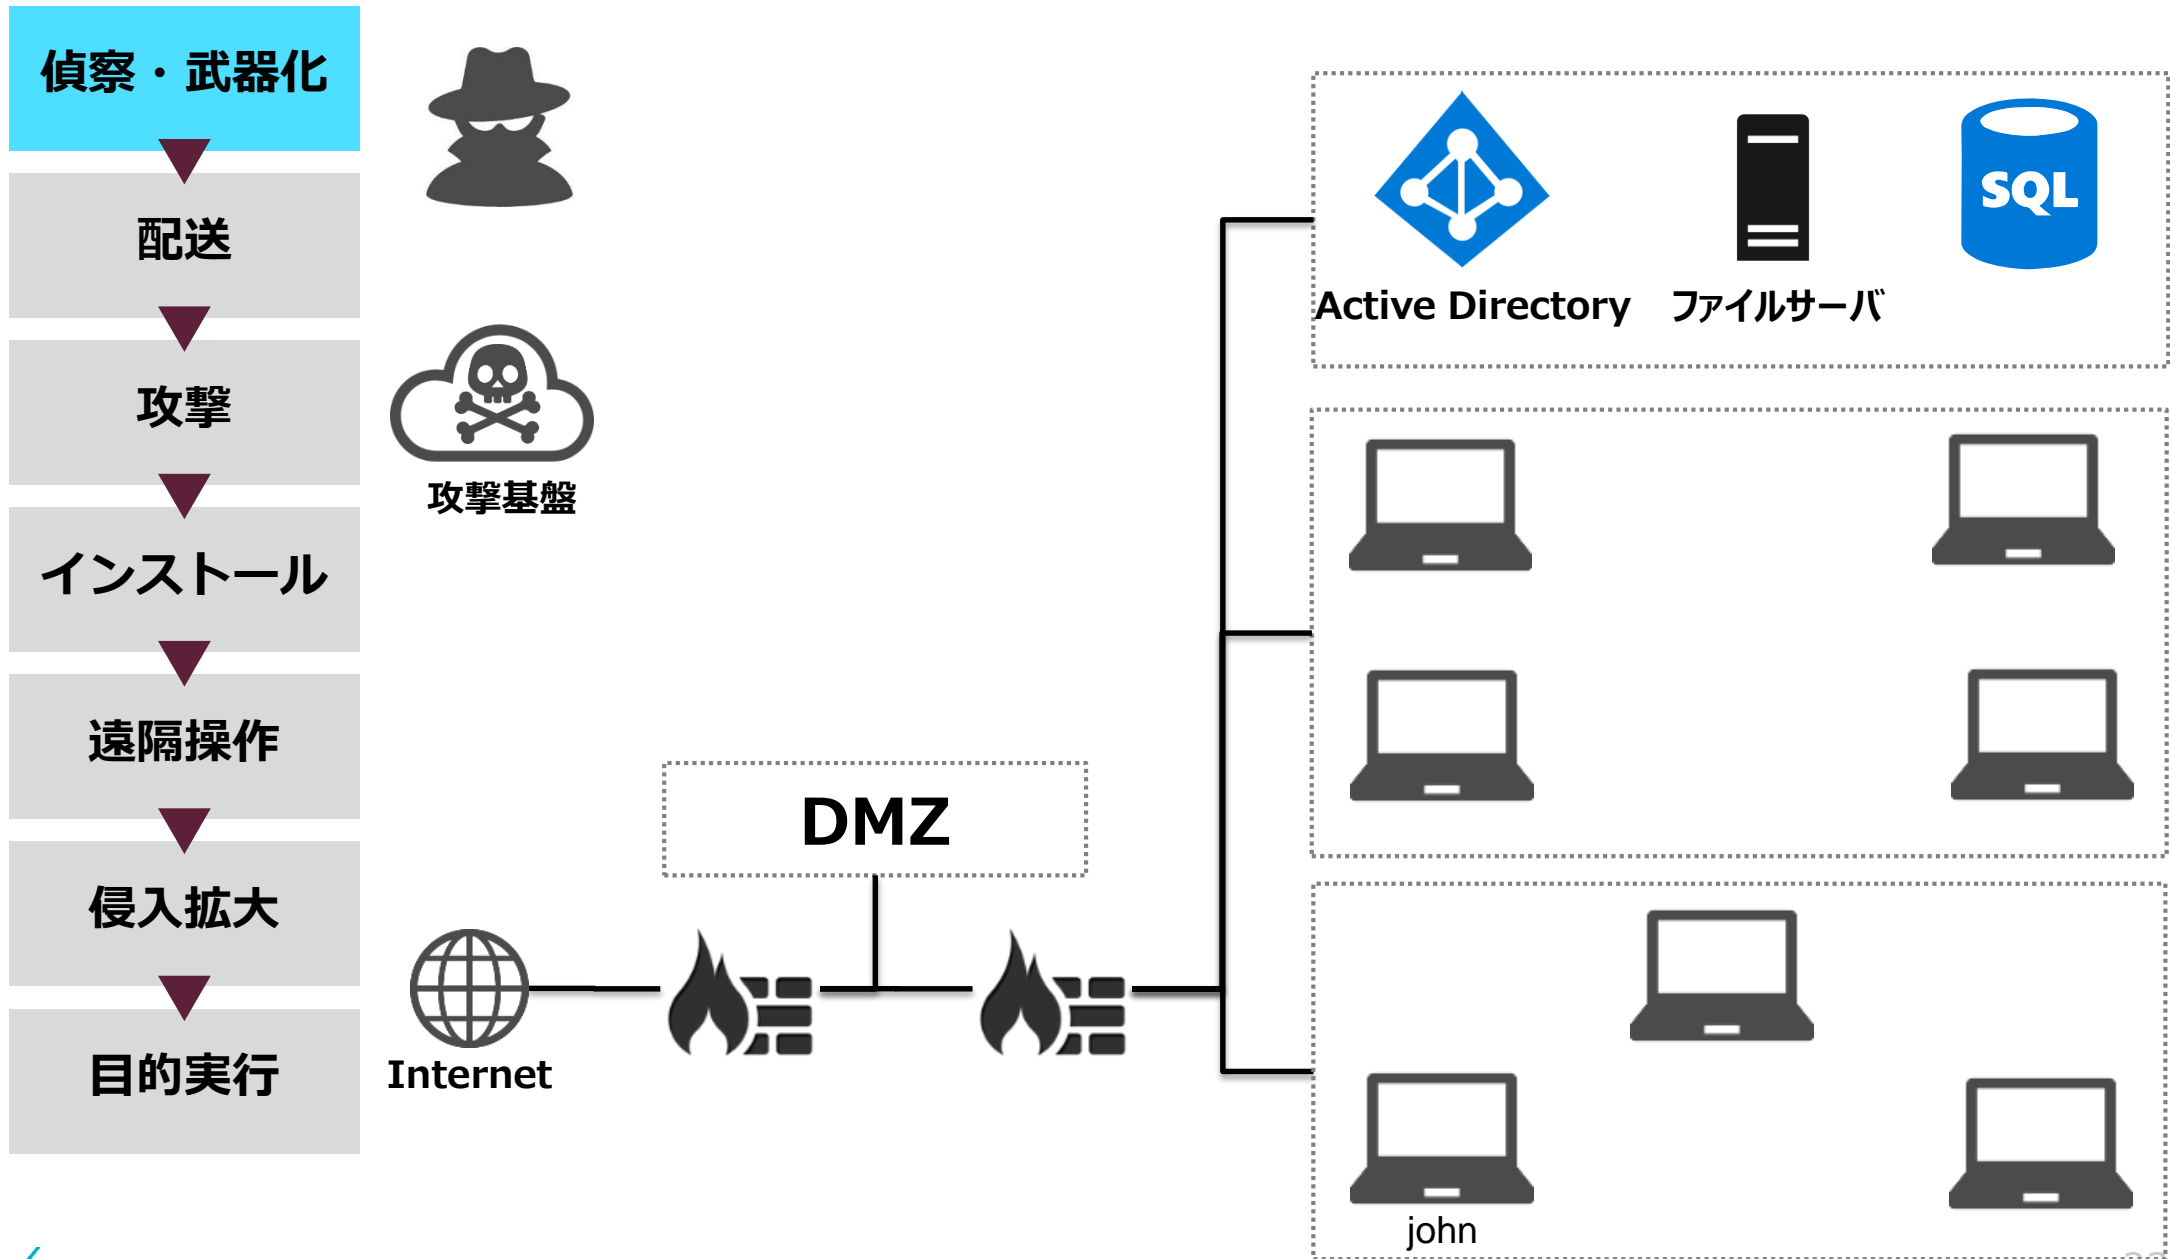 偵察・武器化
配送
攻撃
インストール
遠隔操作
侵入拡大
目的実行
攻撃基盤
Internet
DMZ
Active Directory
ファイルサーバ
SQL
john